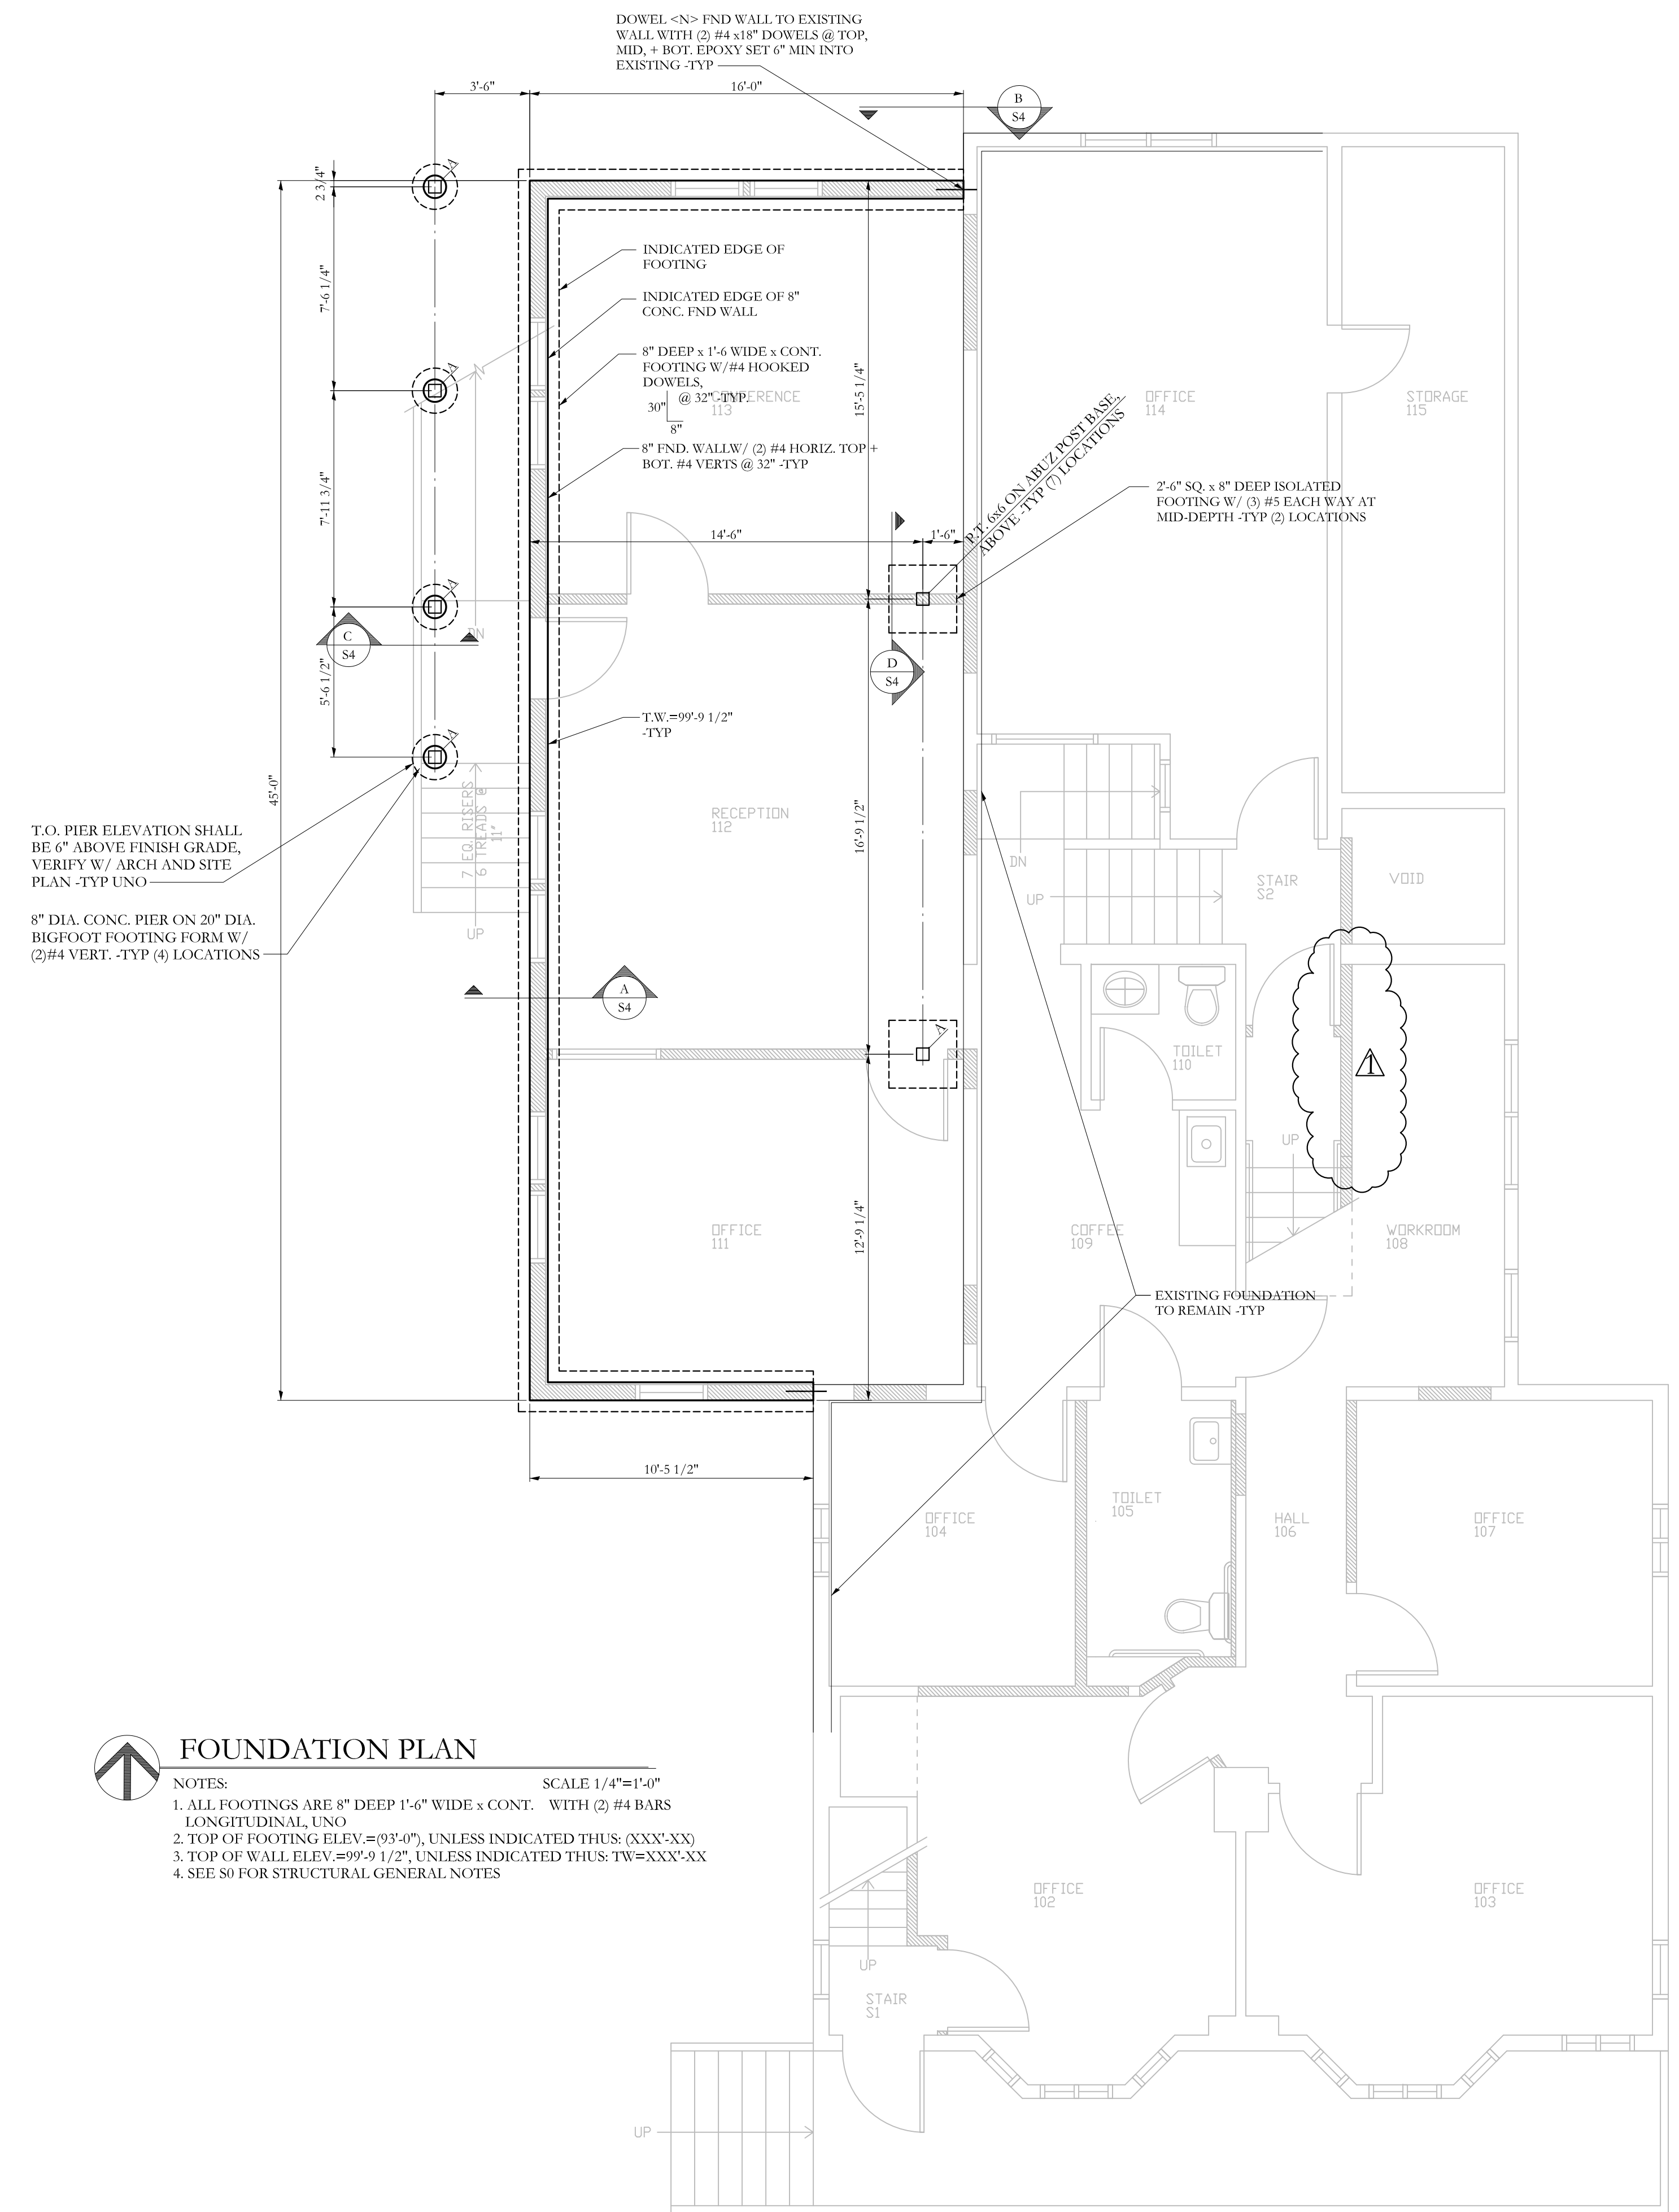 DOWEL <N> FND WALL TO EXISTING
WALL WITH (2) #4 x18" DOWELS @ TOP,
MID, + BOT. EPOXY SET 6" MIN INTO
EXISTING -TYP
3'-6"
16'-0"
B
S4
2 3/4"
A
7'-6 1/4"
INDICATED EDGE OF
FOOTING
INDICATED EDGE OF 8"
CONC. FND WALL
8" DEEP x 1'-6 WIDE x CONT.
FOOTING W/#4 HOOKED
DOWELS,
@ 32" -TYP.
30"
8"
CONFERENCE
113
15'-5 1/4"
OFFICE
114
STORAGE
115
A
8" FND. WALLW/ (2) #4 HORIZ. TOP +
BOT. #4 VERTS @ 32" -TYP
P.T. 6x6 ON ABUZ POST BASE,
ABOVE -TYP (7) LOCATIONS
2'-6" SQ. x 8" DEEP ISOLATED
FOOTING W/ (3) #5 EACH WAY AT
MID-DEPTH -TYP (2) LOCATIONS
7'-11 3/4"
14'-6"
1'-6"
A
C
S4
DN
D
S4
5'-6 1/2"
T.W.=99'-9 1/2"
-TYP
A
45'-0"
7 EQ. RISERS
6 TREADS @
11"
RECEPTION
112
16'-9 1/2"
T.O. PIER ELEVATION SHALL
BE 6" ABOVE FINISH GRADE,
VERIFY W/ ARCH AND SITE
PLAN -TYP UNO
DN
UP
STAIR
S2
VOID
8" DIA. CONC. PIER ON 20" DIA.
BIGFOOT FOOTING FORM W/
(2)#4 VERT. -TYP (4) LOCATIONS
UP
A
S4
A
TOILET
110
1
UP
OFFICE
111
12'-9 1/4"
COFFEE
109
WORKROOM
108
EXISTING FOUNDATION
TO REMAIN -TYP
10'-5 1/2"
OFFICE
104
TOILET
105
HALL
106
OFFICE
107
FOUNDATION PLAN
NOTES:
SCALE 1/4"=1'-0"
1. ALL FOOTINGS ARE 8" DEEP 1'-6" WIDE x CONT. WITH (2) #4 BARS
LONGITUDINAL, UNO
2. TOP OF FOOTING ELEV.=(93'-0"), UNLESS INDICATED THUS: (XXX'-XX)
3. TOP OF WALL ELEV.=99'-9 1/2", UNLESS INDICATED THUS: TW=XXX'-XX
4. SEE S0 FOR STRUCTURAL GENERAL NOTES
OFFICE
102
OFFICE
103
UP
STAIR
S1
UP